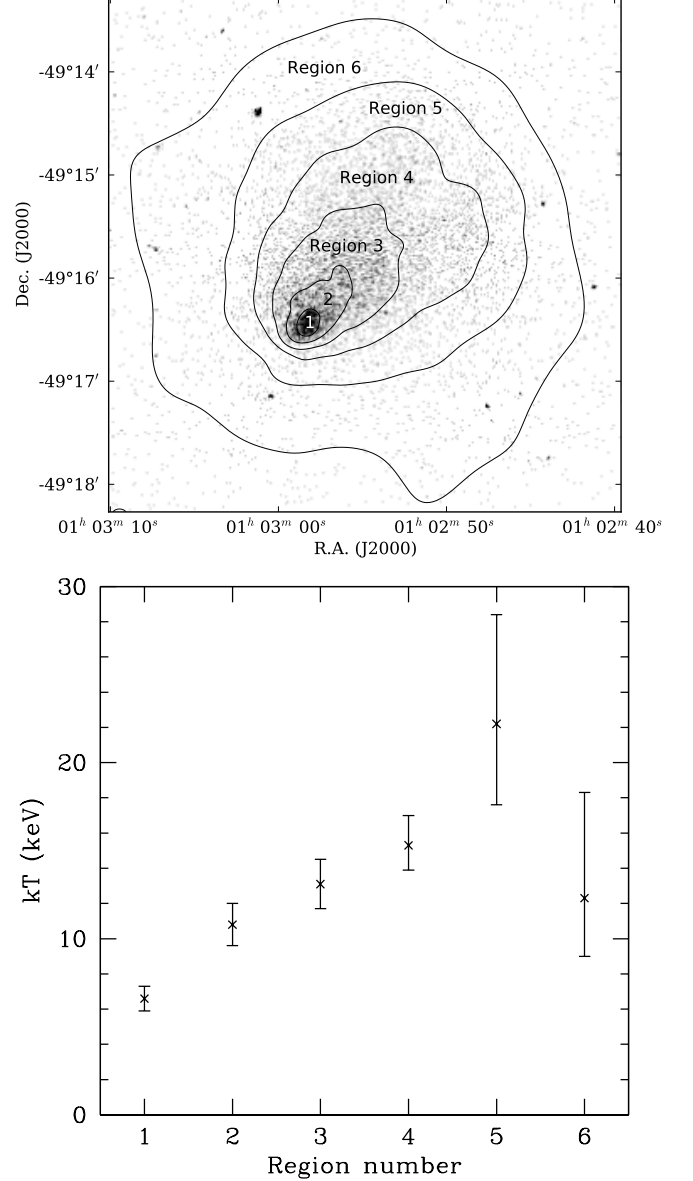 -49°14′
Region 6
Region 5
-49°15′
Region 4
Region 3
-49°16′
2
1
-49°17′
-49°18′
Dec. (J2000)
01ʰ 03ᵐ 10ˢ 01ʰ 03ᵐ 00ˢ 01ʰ 02ᵐ 50ˢ 01ʰ 02ᵐ 40ˢ
R.A. (J2000)
30
20
10
0
kT (keV)
1 2 3 4 5 6
Region number